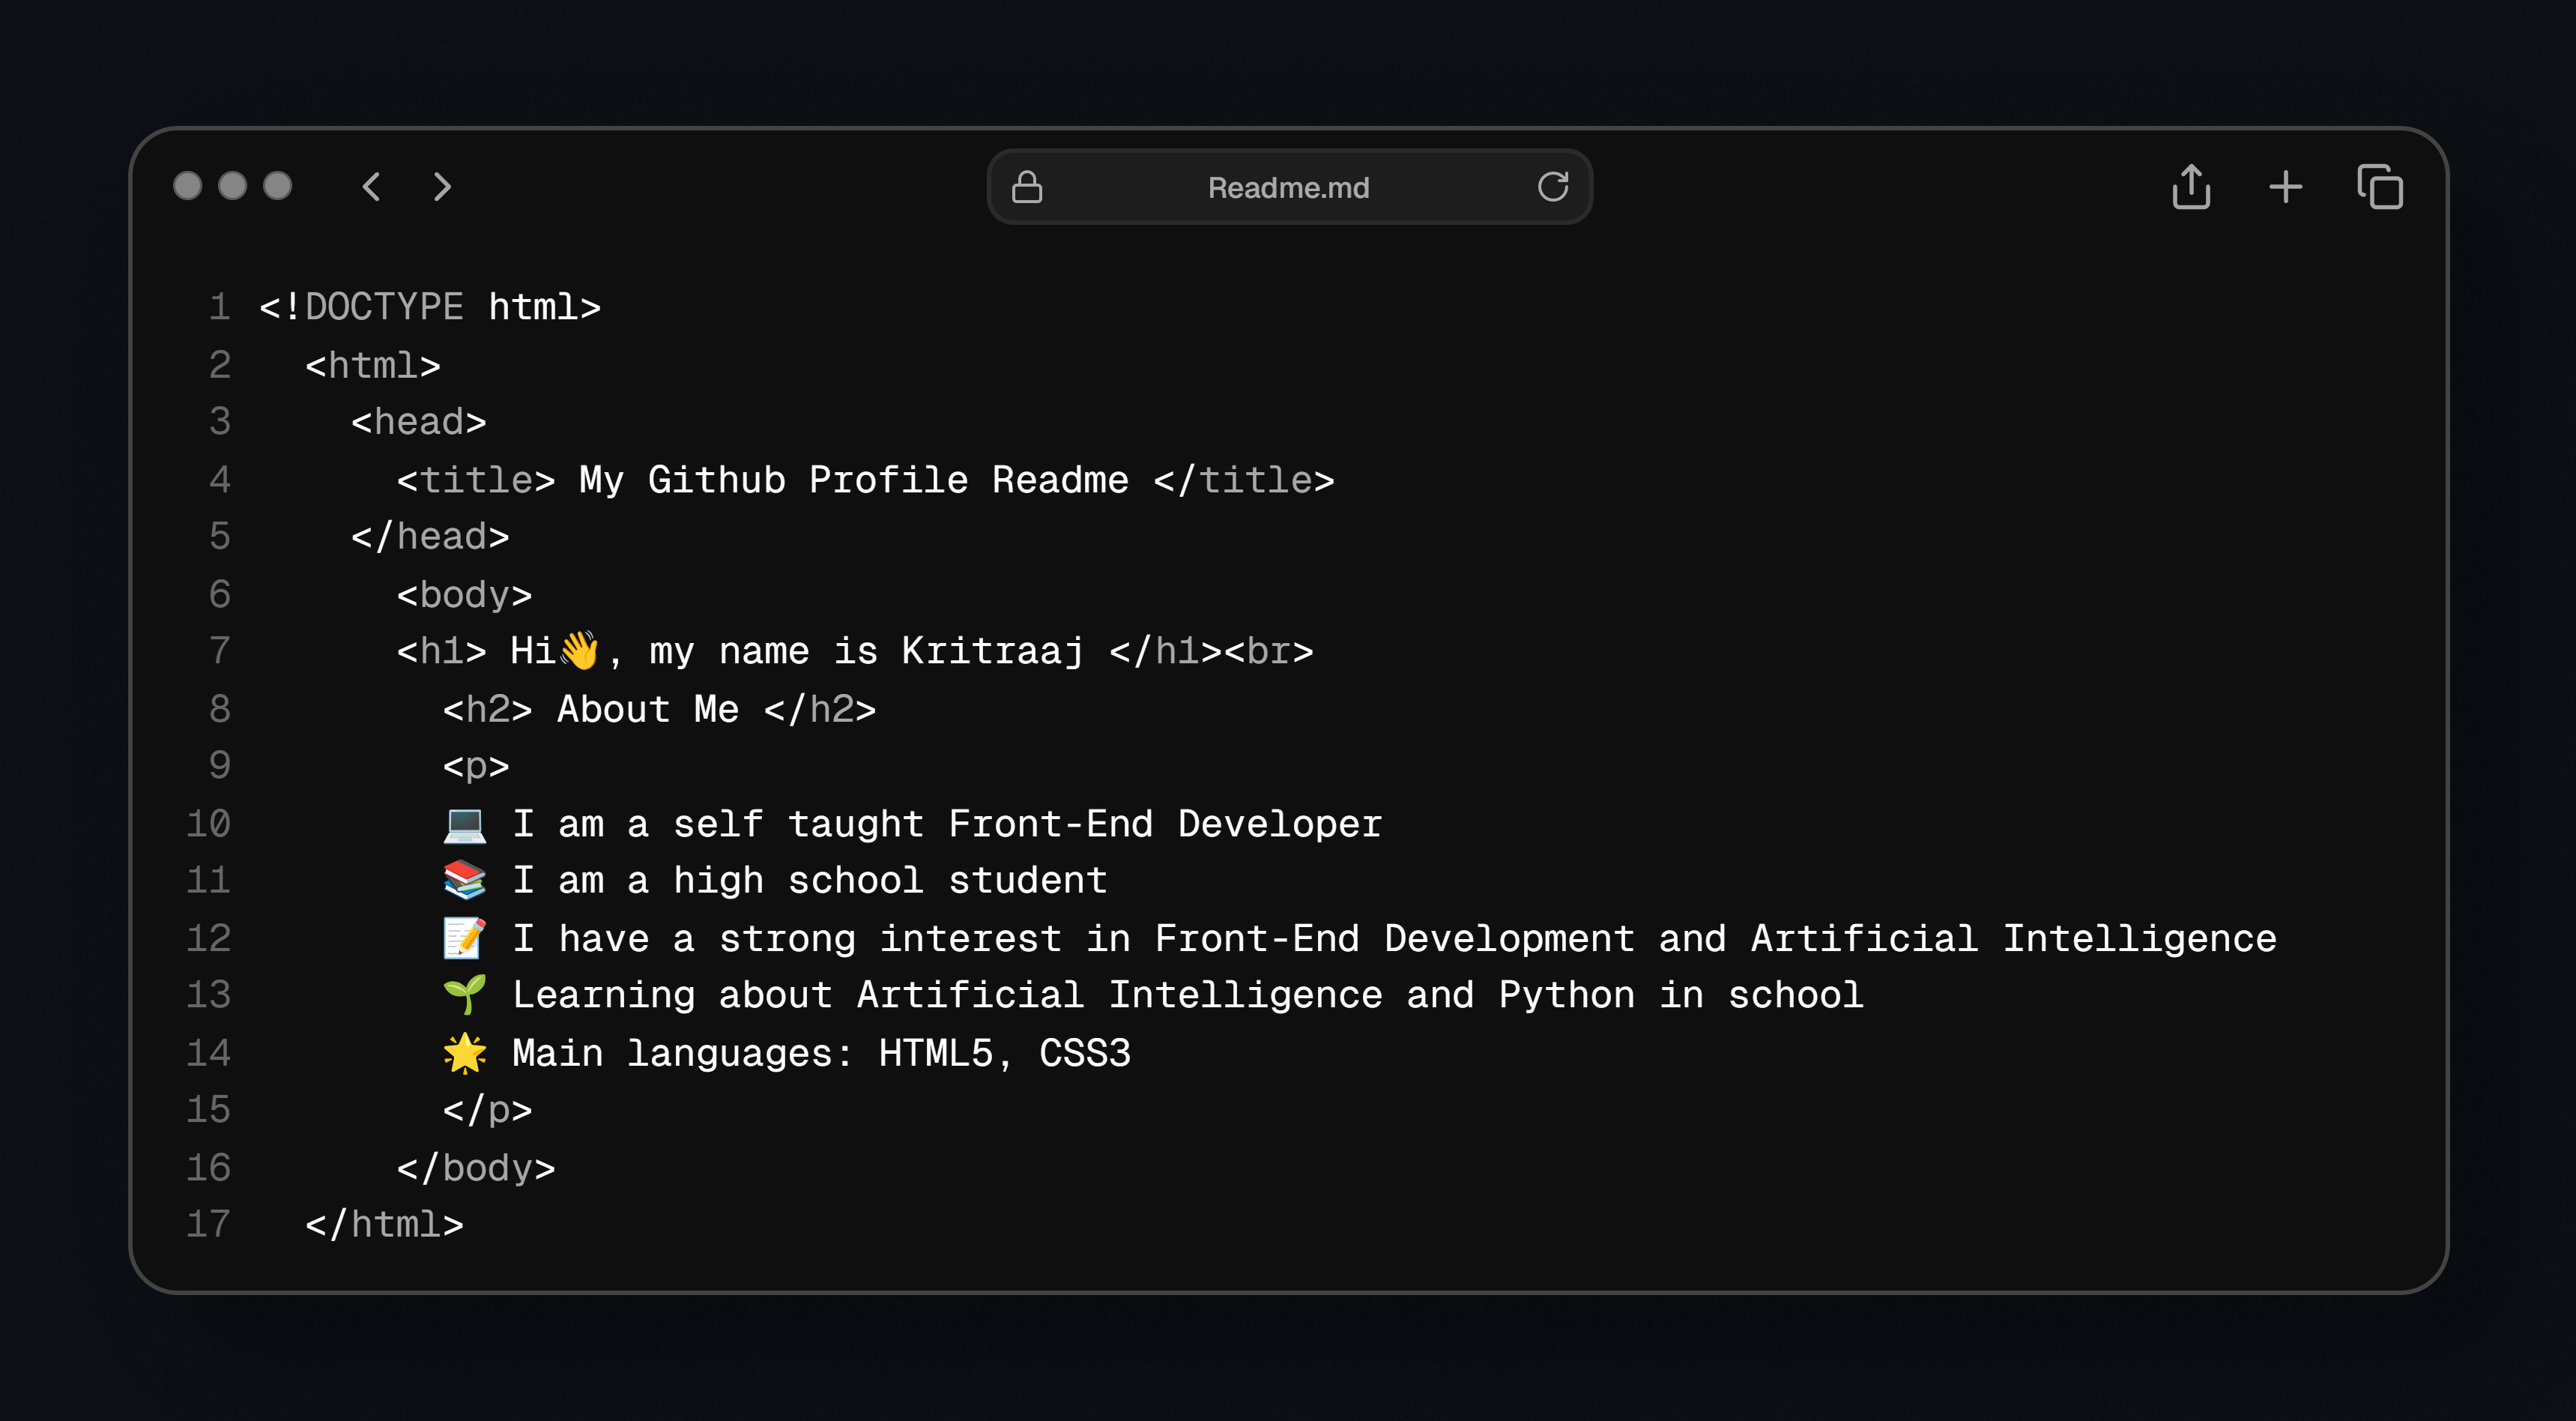 Readme.md
1 <!DOCTYPE html>
2 <html>
3 <head>
4 <title> My Github Profile Readme </title>
5 </head>
6 <body>
7 <h1> Hi👋, my name is Kritraaj </h1><br>
8 <h2> About Me </h2>
9 <p>
10 💻 I am a self taught Front-End Developer
11 📚 I am a high school student
12 📝 I have a strong interest in Front-End Development and Artificial Intelligence
13 🌱 Learning about Artificial Intelligence and Python in school
14 🌟 Main languages: HTML5, CSS3
15 </p>
16 </body>
17 </html>